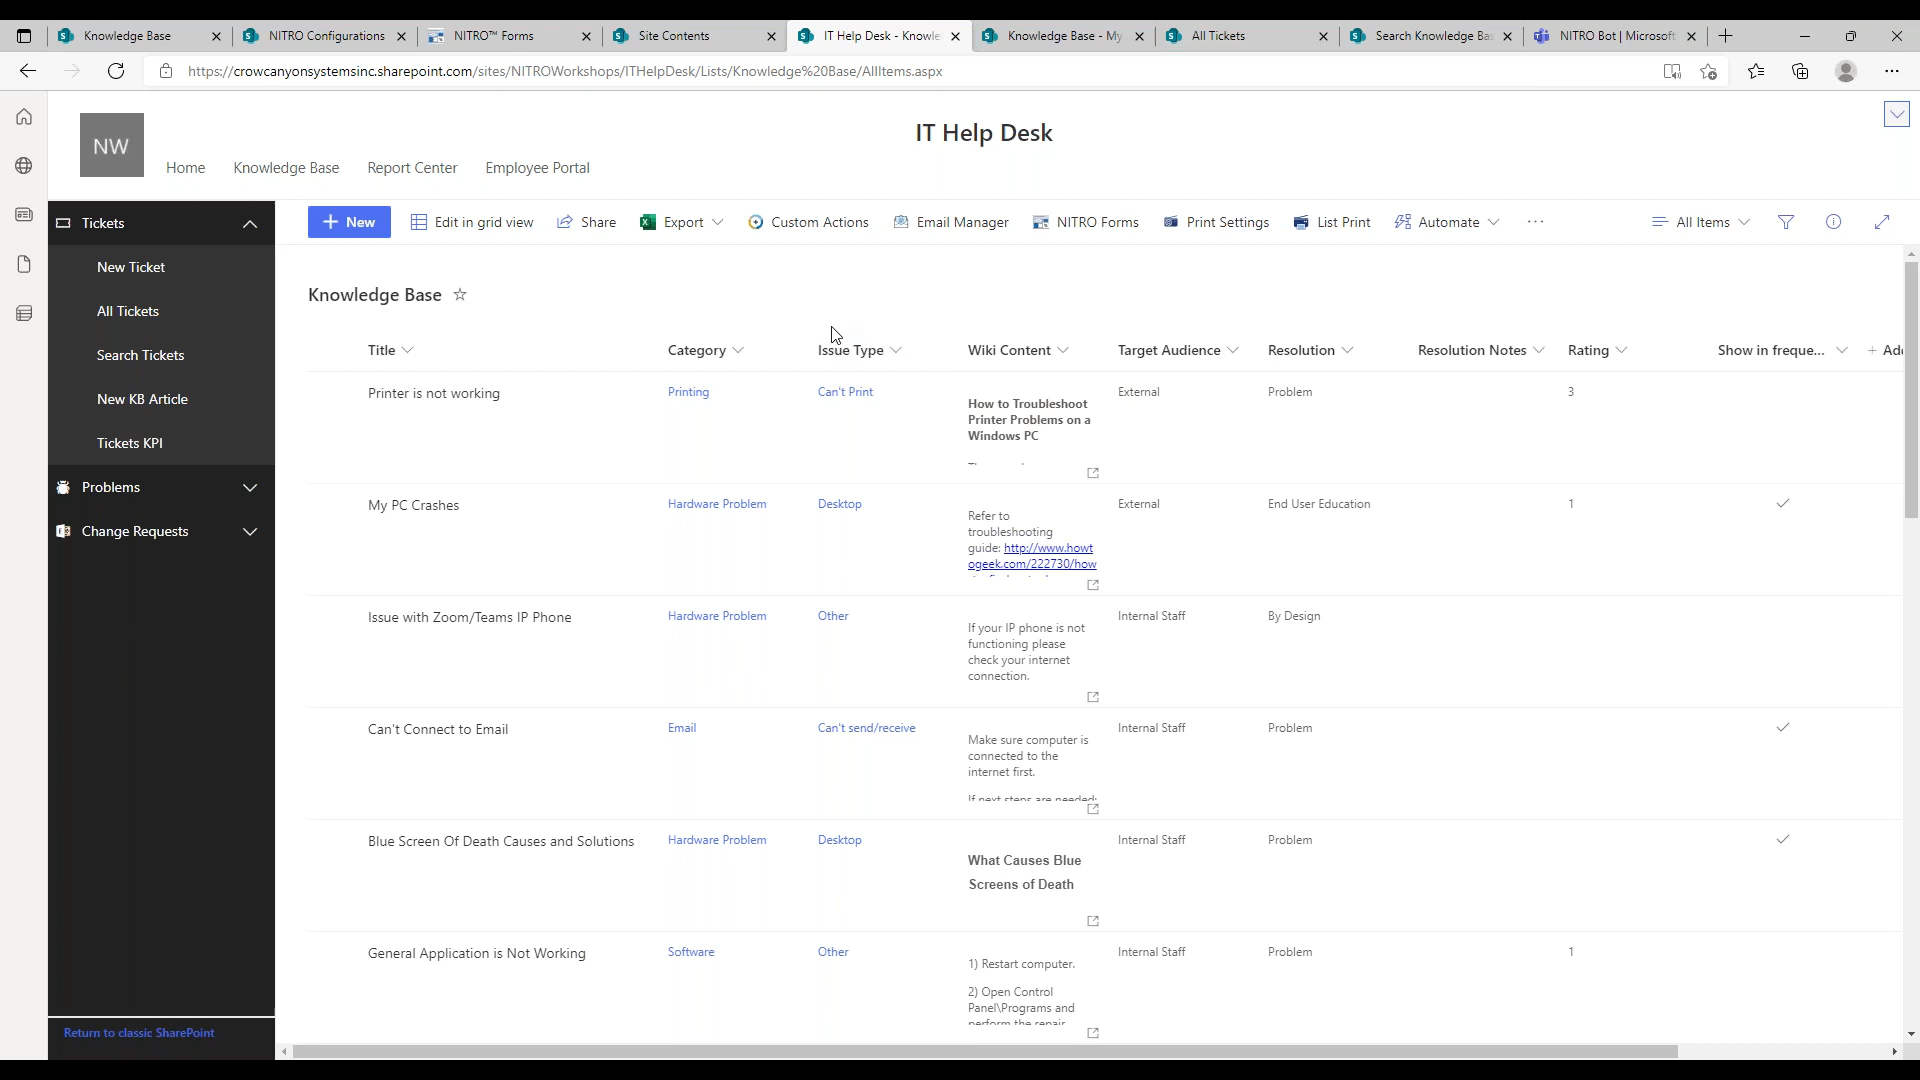 Knowledge Base
NITRO Configurations
NITRO™ Forms
Site Contents
IT Help Desk - Knowle
Knowledge Base - My
All Tickets
Search Knowledge Bas
NITRO Bot | Microsoft
https://crowcanyonsystemsinc.sharepoint.com/sites/NITROWorkshops/ITHelpDesk/Lists/Knowledge%20Base/AllItems.aspx
NW
IT Help Desk
Home
Knowledge Base
Report Center
Employee Portal
Tickets
New Ticket
All Tickets
Search Tickets
New KB Article
Tickets KPI
Problems
Change Requests
Return to classic SharePoint
+ New
Edit in grid view
Share
Export
Custom Actions
Email Manager
NITRO Forms
Print Settings
List Print
Automate
···
All Items
Knowledge Base
Title
Category
Issue Type
Wiki Content
Target Audience
Resolution
Resolution Notes
Rating
Show in freque...
+ Add
Printer is not working
Printing
Can't Print
How to Troubleshoot
Printer Problems on a
Windows PC
External
Problem
3
My PC Crashes
Hardware Problem
Desktop
Refer to
troubleshooting
guide: http://www.howt
ogeek.com/222730/how
External
End User Education
1
Issue with Zoom/Teams IP Phone
Hardware Problem
Other
If your IP phone is not
functioning please
check your internet
connection.
Internal Staff
By Design
Can't Connect to Email
Email
Can't send/receive
Make sure computer is
connected to the
internet first.
If next steps are needed:
Internal Staff
Problem
Blue Screen Of Death Causes and Solutions
Hardware Problem
Desktop
What Causes Blue
Screens of Death
Internal Staff
Problem
General Application is Not Working
Software
Other
1) Restart computer.
2) Open Control
Panel\Programs and
perform the repair
Internal Staff
Problem
1